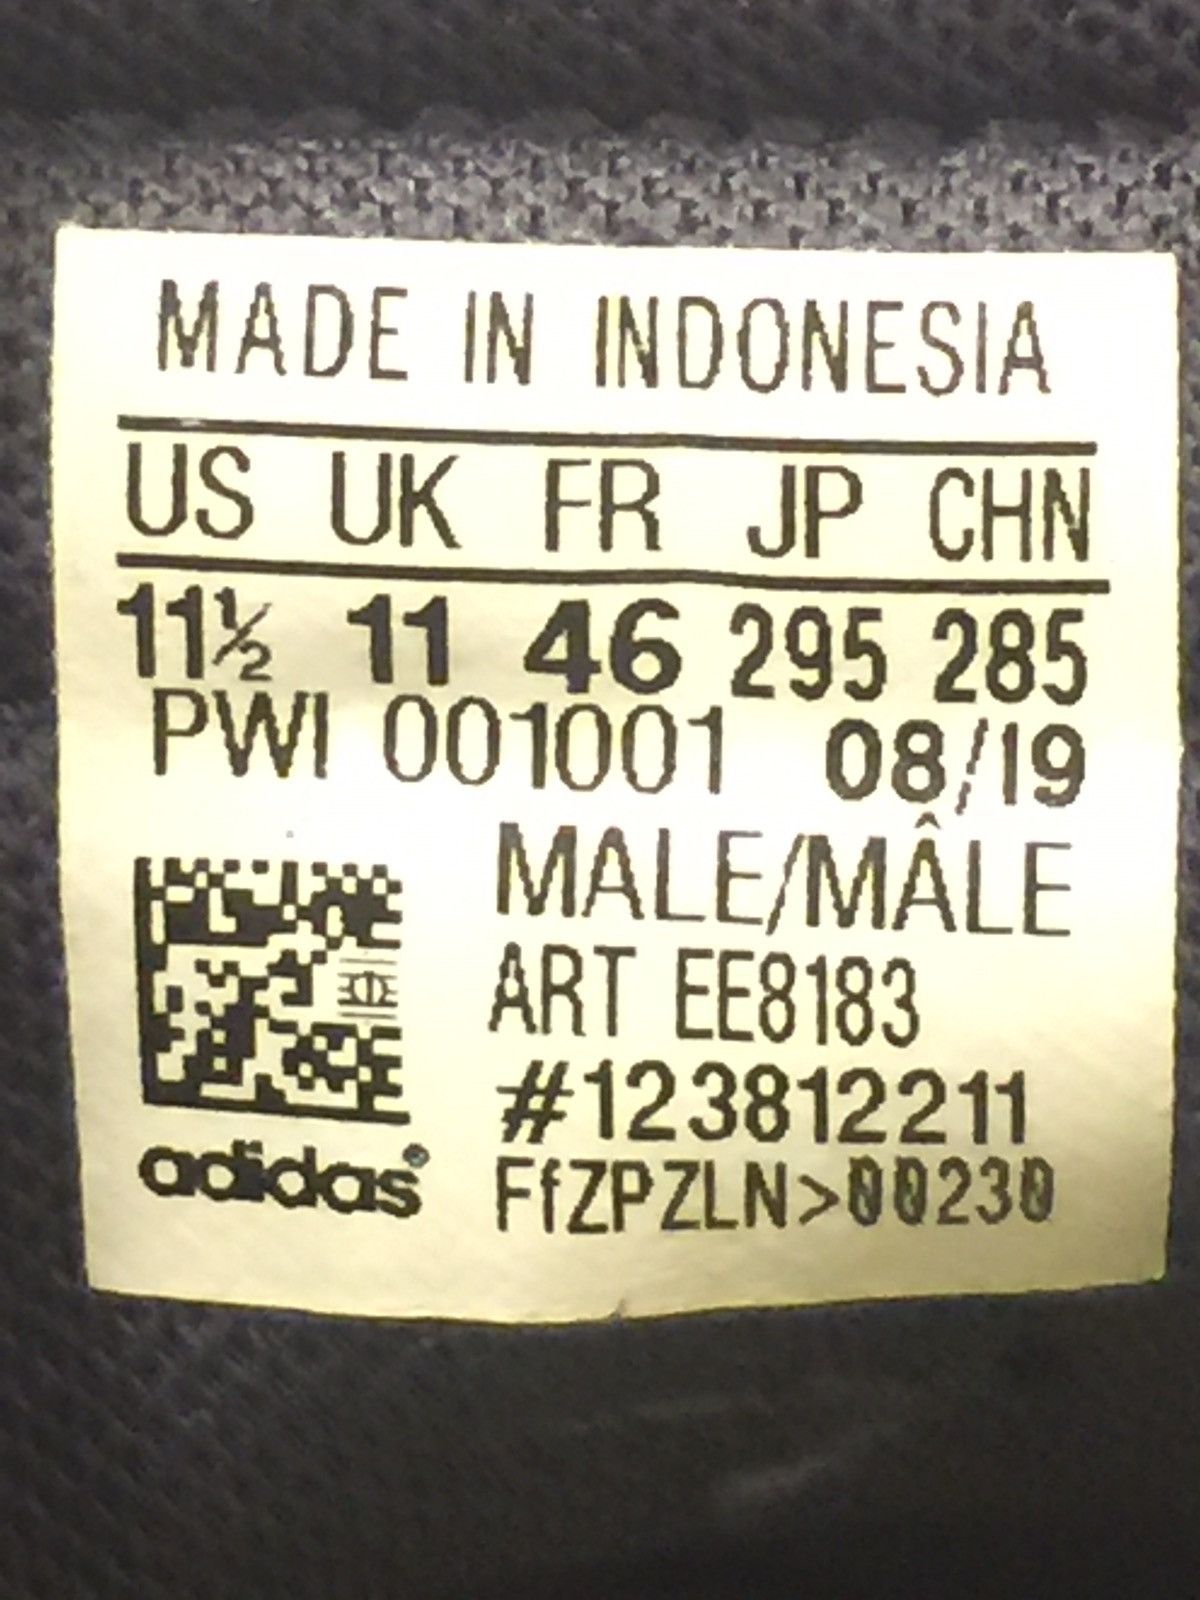 MADE IN INDONESIA
US UK FR JP CHN
11½ 11 46 295 285
PWI 001001 08/19
MALE/MÂLE
ART EE8183
#123812211
FfZPZLN>00230
adidas®